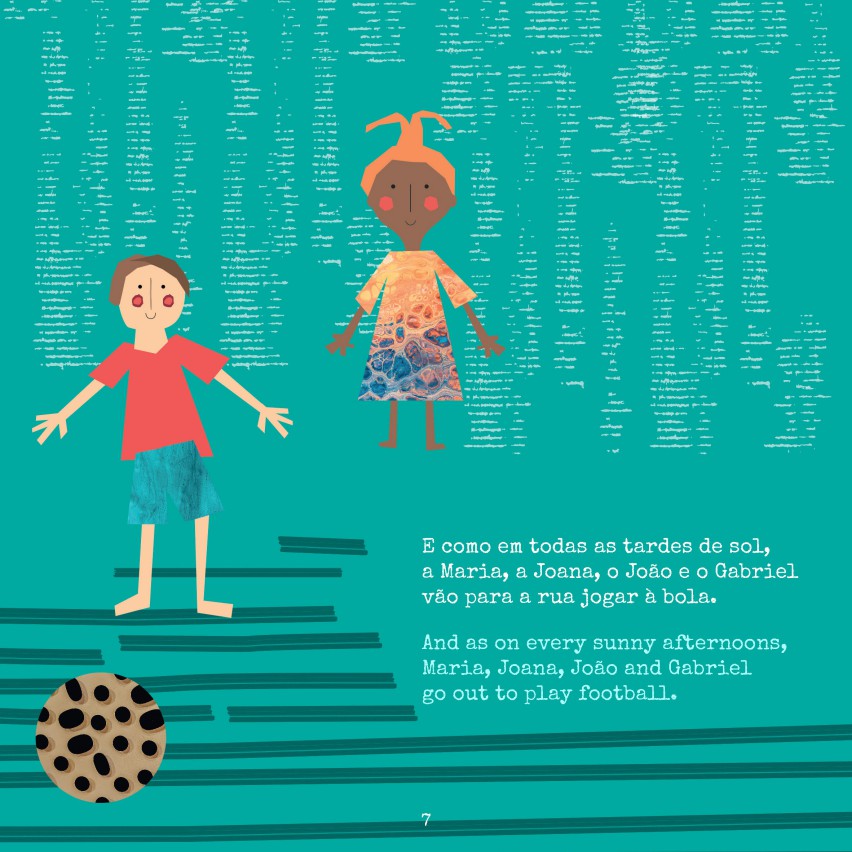 E como em todas as tardes de sol,
a Maria, a Joana, o João e o Gabriel
vão para a rua jogar à bola.
And as on every sunny afternoons,
Maria, Joana, João and Gabriel
go out to play football.
7